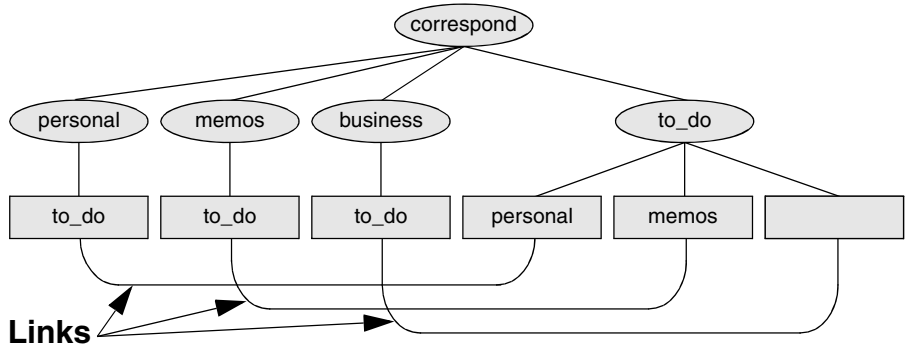 correspond
personal
memos
business
to_do
to_do
to_do
to_do
personal
memos
Links